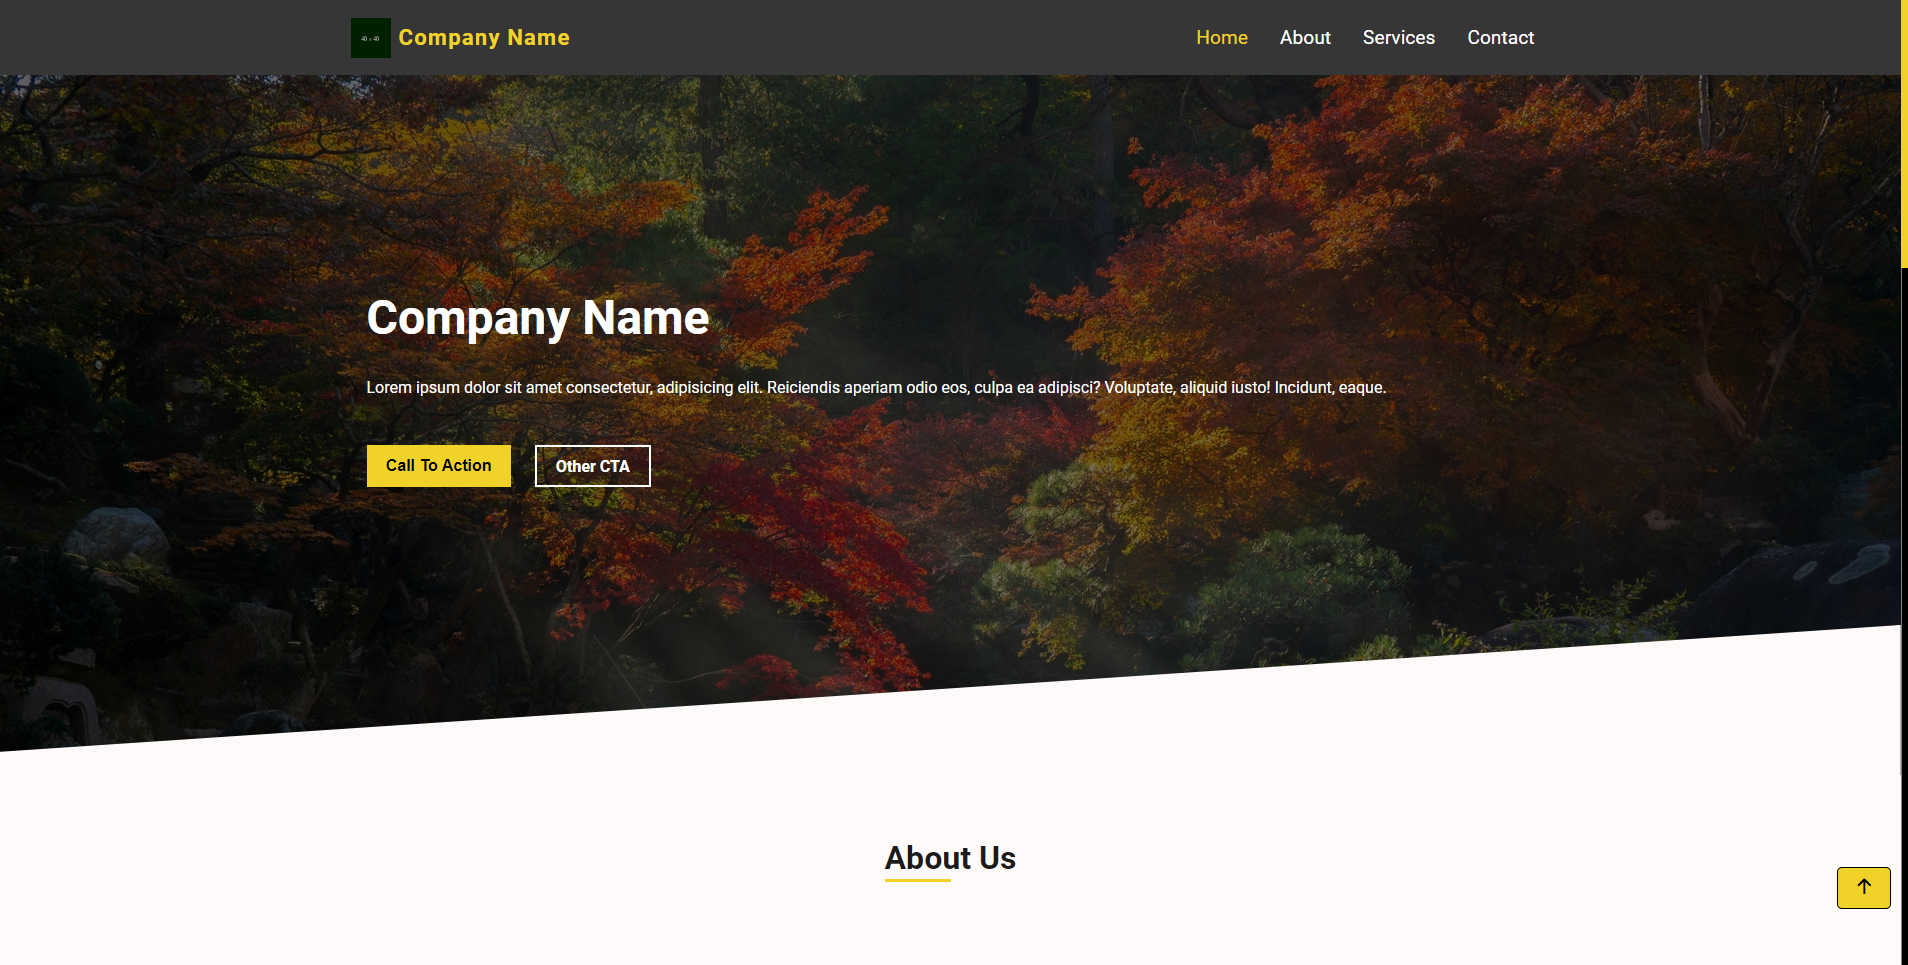 40 x 40
Company Name
Home
About
Services
Contact
Company Name
Lorem ipsum dolor sit amet consectetur, adipisicing elit. Reiciendis aperiam odio eos, culpa ea adipisci? Voluptate, aliquid iusto! Incidunt, eaque.
Call To Action
Other CTA
About Us